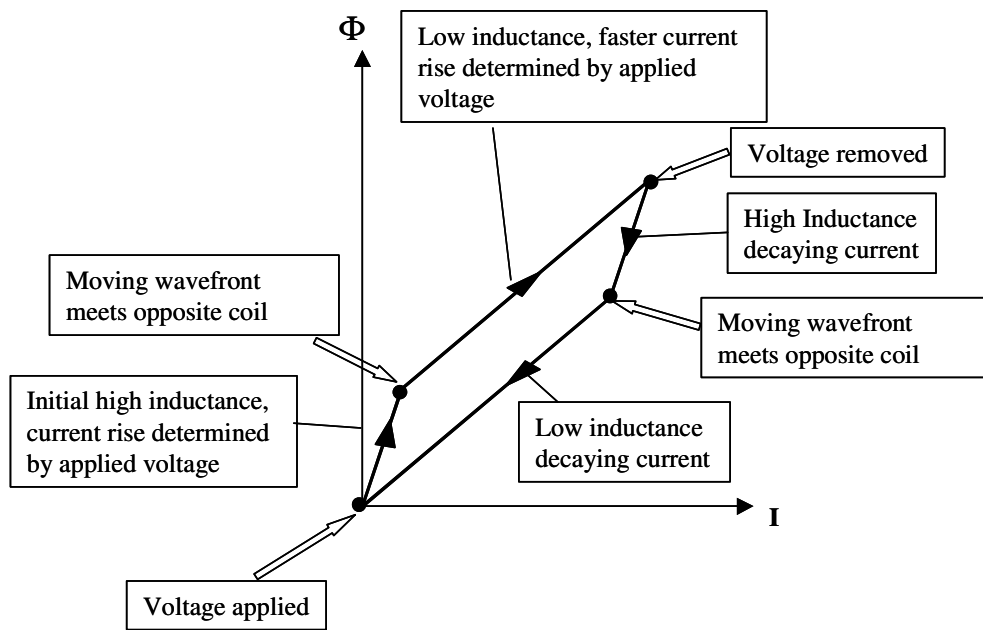 Φ
Low inductance, faster current
rise determined by applied
voltage
Voltage removed
High Inductance
decaying current
Moving wavefront
meets opposite coil
Moving wavefront
meets opposite coil
Initial high inductance,
current rise determined
by applied voltage
Low inductance
decaying current
I
Voltage applied